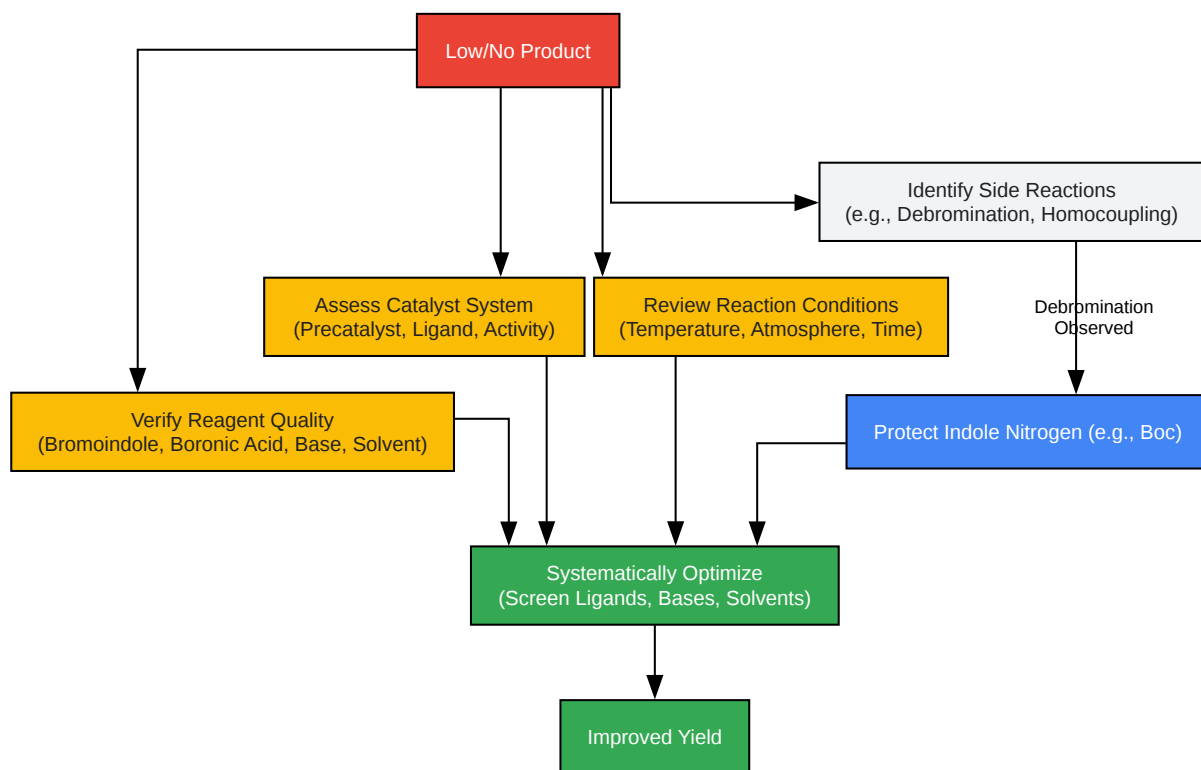 Low/No Product
Identify Side Reactions
(e.g., Debromination, Homocoupling)
Assess Catalyst System
(Precatalyst, Ligand, Activity)
Review Reaction Conditions
(Temperature, Atmosphere, Time)
Debromination
Observed
Verify Reagent Quality
(Bromoindole, Boronic Acid, Base, Solvent)
Protect Indole Nitrogen (e.g., Boc)
Systematically Optimize
(Screen Ligands, Bases, Solvents)
Improved Yield